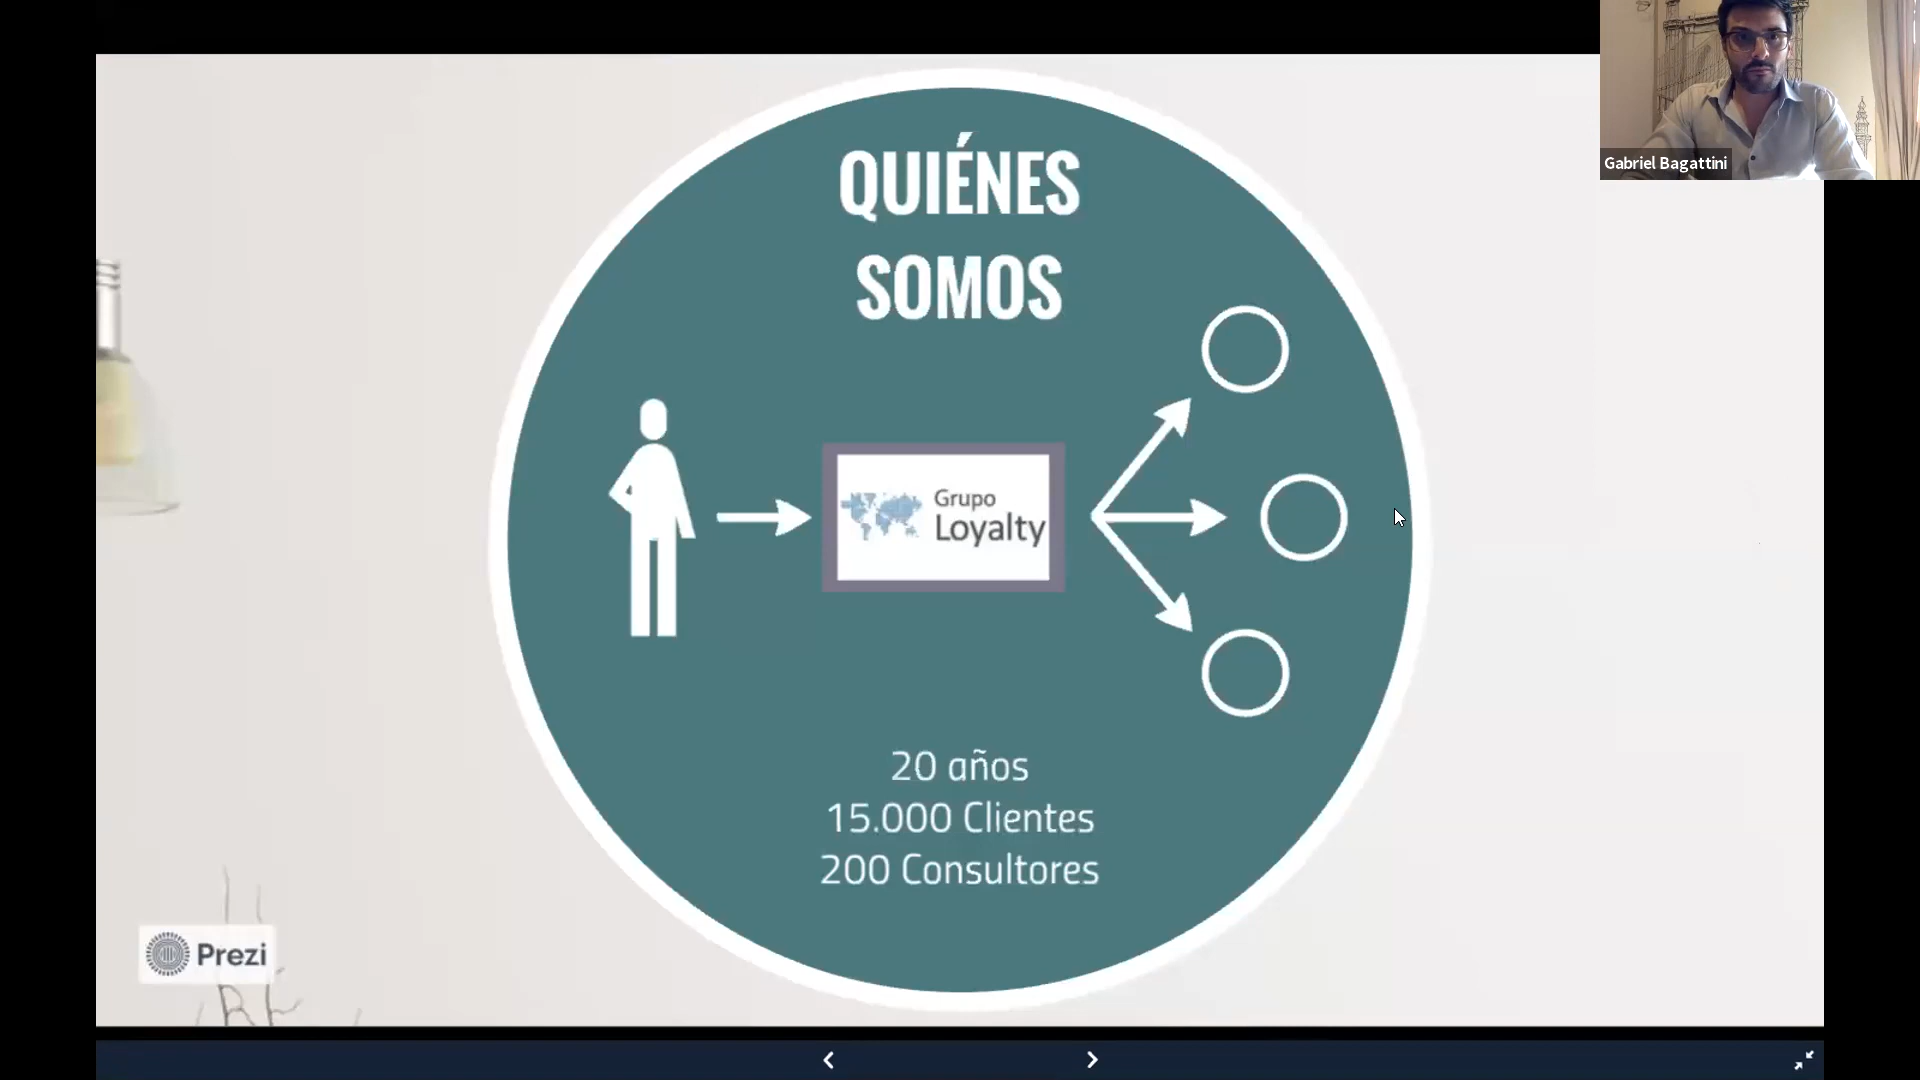 Gabriel Bagattini
QUIÉNES
SOMOS
Grupo
Loyalty
20 años
15.000 Clientes
200 Consultores
Prezi